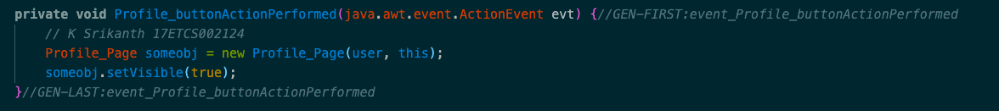 private void Profile_buttonActionPerformed(java.awt.event.ActionEvent evt) {//GEN-FIRST:event_Profile_buttonActionPerformed
    // K Srikanth 17ETCS002124
    Profile_Page someobj = new Profile_Page(user, this);
    someobj.setVisible(true);
}//GEN-LAST:event_Profile_buttonActionPerformed